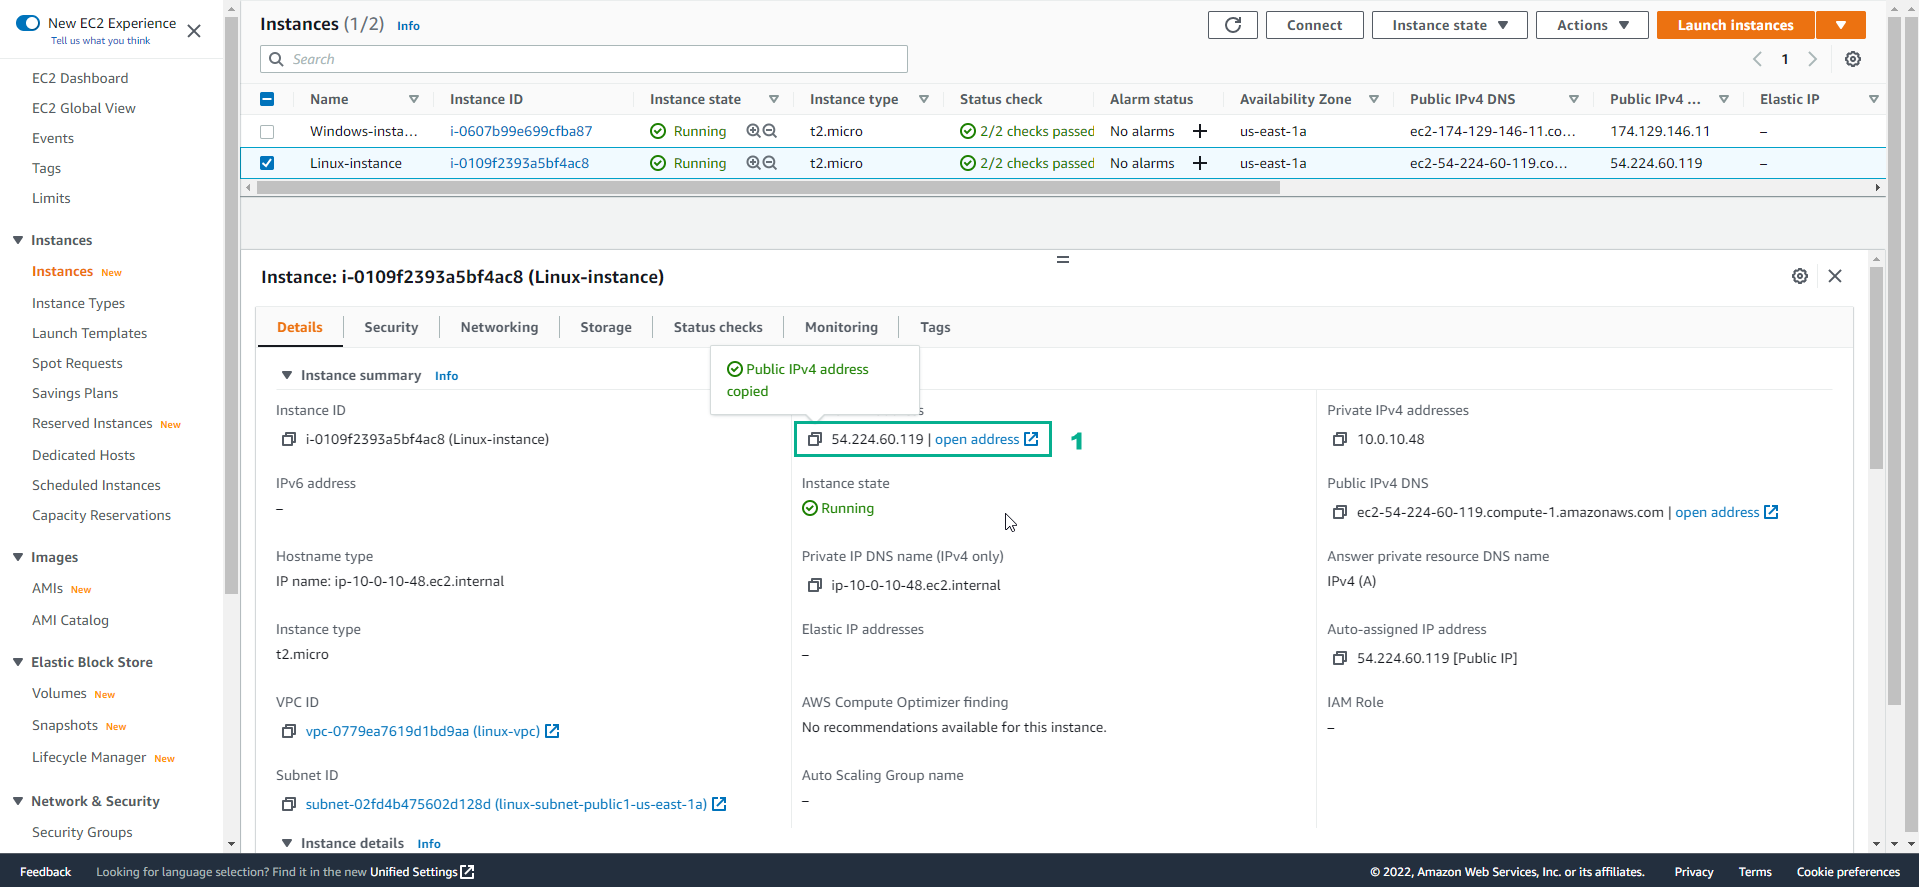 New EC2 Experience
Tell us what you think
EC2 Dashboard
EC2 Global View
Events
Tags
Limits
Instances
Instances New
Instance Types
Launch Templates
Spot Requests
Savings Plans
Reserved Instances New
Dedicated Hosts
Scheduled Instances
Capacity Reservations
Images
AMIs New
AMI Catalog
Elastic Block Store
Volumes New
Snapshots New
Lifecycle Manager New
Network & Security
Security Groups
Instances (1/2) Info
Connect Instance state Actions Launch instances
Search
1
Name Instance ID Instance state Instance type Status check Alarm status Availability Zone Public IPv4 DNS Public IPv4 ... Elastic IP
Windows-insta... i-0607b99e699cfba87 Running t2.micro 2/2 checks passed No alarms + us-east-1a ec2-174-129-146-11.co... 174.129.146.11 –
Linux-instance i-0109f2393a5bf4ac8 Running t2.micro 2/2 checks passed No alarms + us-east-1a ec2-54-224-60-119.co... 54.224.60.119 –
Instance: i-0109f2393a5bf4ac8 (Linux-instance)
Details Security Networking Storage Status checks Monitoring Tags
Public IPv4 address
copied
Instance summary Info
Instance ID
i-0109f2393a5bf4ac8 (Linux-instance)
s
54.224.60.119 | open address
1
Private IPv4 addresses
10.0.10.48
IPv6 address
–
Instance state
Running
Public IPv4 DNS
ec2-54-224-60-119.compute-1.amazonaws.com | open address
Hostname type
IP name: ip-10-0-10-48.ec2.internal
Private IP DNS name (IPv4 only)
ip-10-0-10-48.ec2.internal
Answer private resource DNS name
IPv4 (A)
Instance type
t2.micro
Elastic IP addresses
–
Auto-assigned IP address
54.224.60.119 [Public IP]
VPC ID
vpc-0779ea7619d1bd9aa (linux-vpc)
AWS Compute Optimizer finding
No recommendations available for this instance.
IAM Role
–
Subnet ID
subnet-02fd4b475602d128d (linux-subnet-public1-us-east-1a)
Auto Scaling Group name
–
Instance details Info
Feedback Looking for language selection? Find it in the new Unified Settings © 2022, Amazon Web Services, Inc. or its affiliates. Privacy Terms Cookie preferences